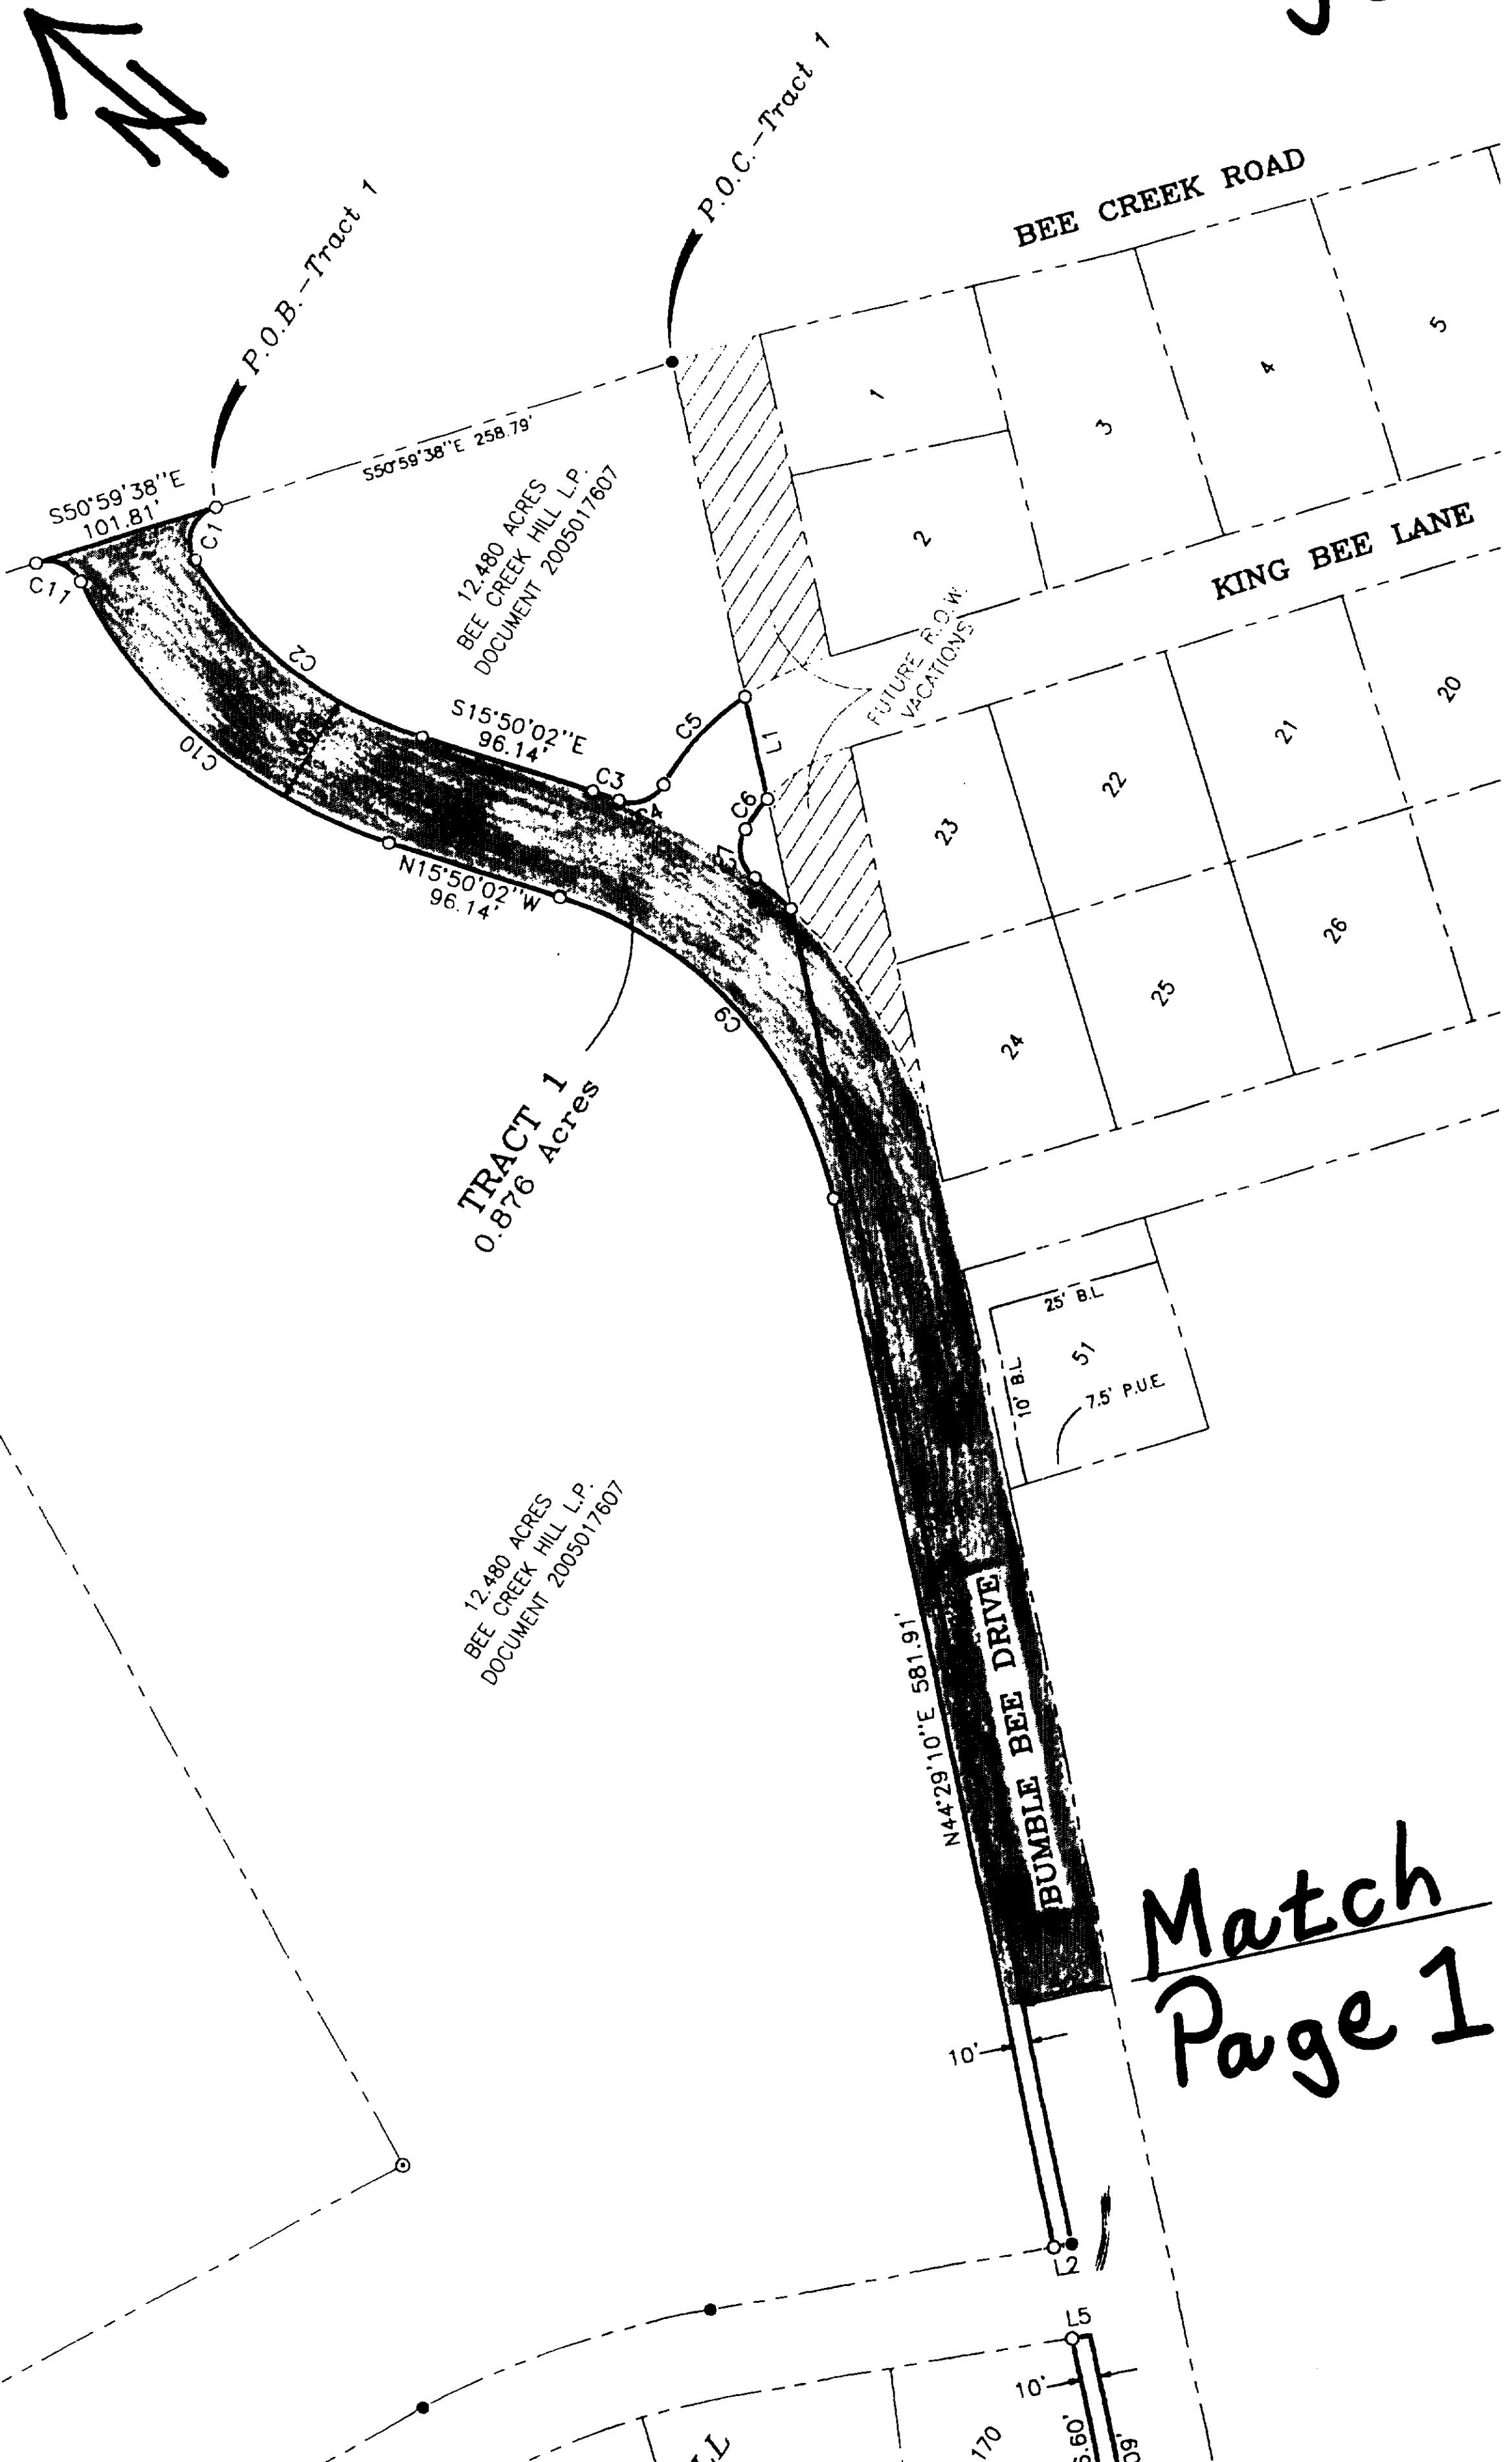 N
P.O.B.-Tract 1
P.O.C.-Tract 1
BEE CREEK ROAD
1
3
4
5
2
S50°59'38"E 258.79'
S50°59'38"E
101.81'
C1
C11
12.480 ACRES
BEE CREEK HILL L.P.
DOCUMENT 2005017607
KING BEE LANE
C2
C10
S15°50'02"E
96.14'
C3
C4
C5
L1
C6
C7
FUTURE R.O.W.
VACATIONS
23
22
21
20
24
25
26
N15°50'02"W
96.14'
C9
TRACT 1
0.876 Acres
25' B.L.
51
10' B.L.
7.5' P.U.E.
12.480 ACRES
BEE CREEK HILL L.P.
DOCUMENT 2005017607
N44°29'10"E 581.91'
BUMBLE BEE DRIVE
Match
Page 1
10'
L2
L5
10'
170
6.60'
09'
LL